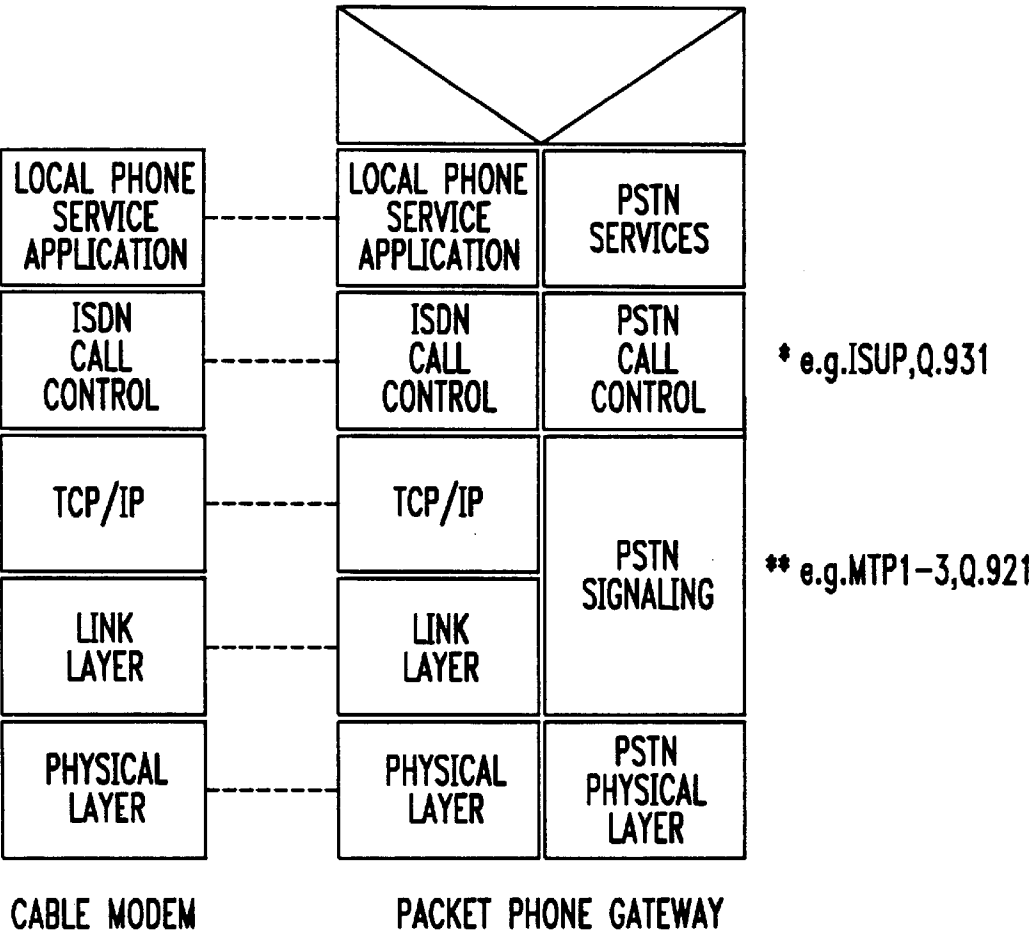 LOCAL PHONE
SERVICE
APPLICATION
LOCAL PHONE
SERVICE
APPLICATION
PSTN
SERVICES
ISDN
CALL
CONTROL
ISDN
CALL
CONTROL
PSTN
CALL
CONTROL
* e.g.ISUP,Q.931
TCP/IP
TCP/IP
PSTN
SIGNALING
** e.g.MTP1-3,Q.921
LINK
LAYER
LINK
LAYER
PHYSICAL
LAYER
PHYSICAL
LAYER
PSTN
PHYSICAL
LAYER
CABLE MODEM
PACKET PHONE GATEWAY